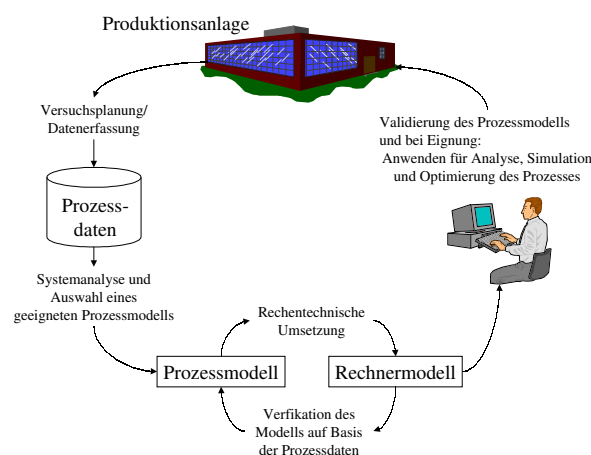 Produktionsanlage
Versuchsplanung/
Datenerfassung
Prozess-
daten
Systemanalyse und
Auswahl eines
geeigneten Prozessmodells
Prozessmodell
Rechentechnische
Umsetzung
Rechnermodell
Verfikation des
Modells auf Basis
der Prozessdaten
Validierung des Prozessmodells
und bei Eignung:
Anwenden für Analyse, Simulation
und Optimierung des Prozesses